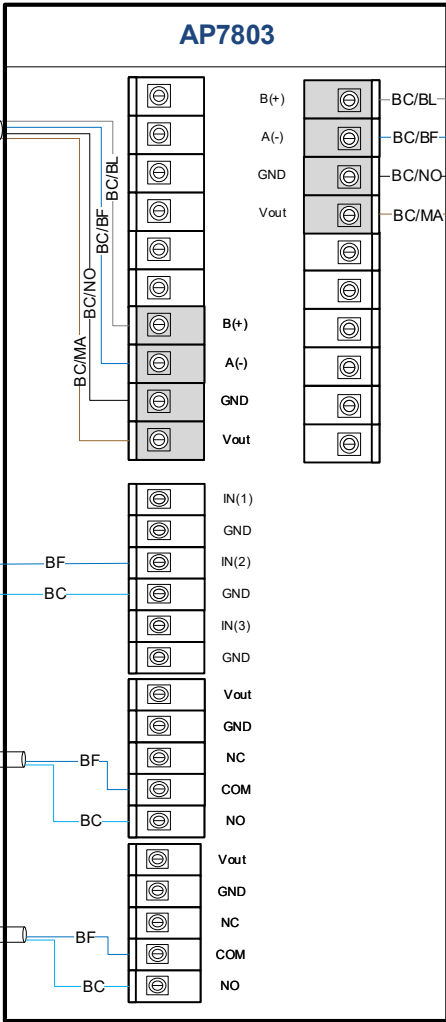 AP7803
B(+)
A(-)
GND
Vout
BC/BL
BC/BF
BC/NO
BC/MA
BC/BL
BC/BF
BC/NO
BC/MA
B(+)
A(-)
GND
Vout
IN(1)
GND
BF
IN(2)
BC
GND
IN(3)
GND
Vout
GND
BF
NC
COM
BC
NO
Vout
GND
NC
BF
COM
BC
NO